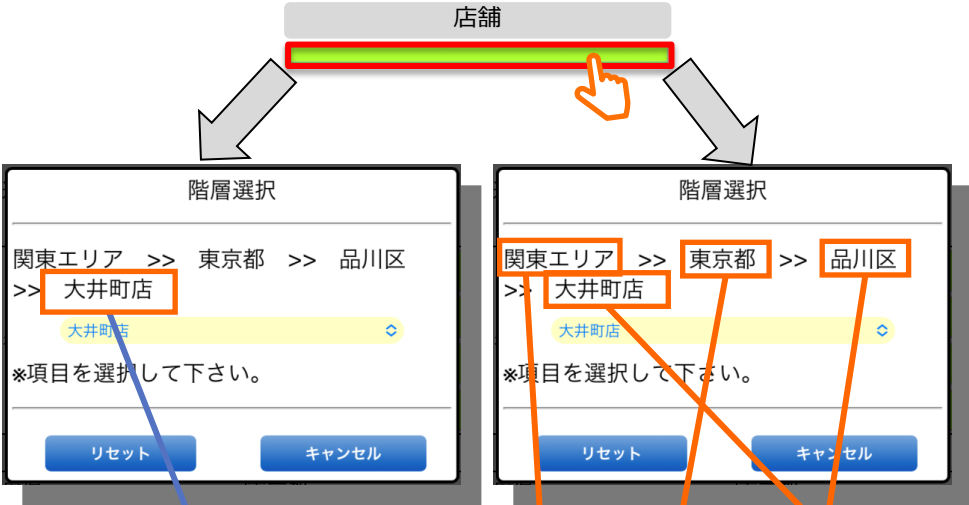 店舗
階層選択
関東エリア >> 東京都 >> 品川区
>> 大井町店
大井町店
※項目を選択して下さい。
リセット キャンセル
階層選択
関東エリア >> 東京都 >> 品川区
>> 大井町店
大井町店
※項目を選択して下さい。
リセット キャンセル